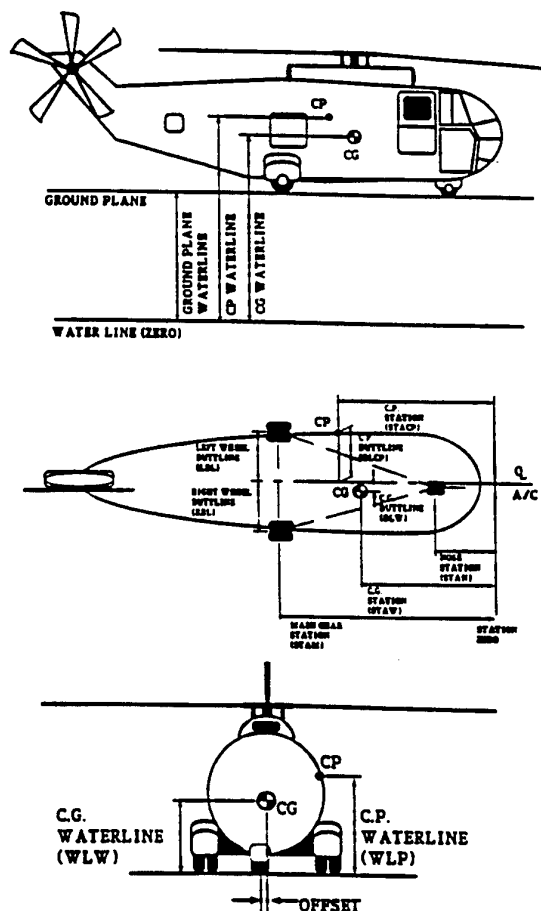 CP
CG
GROUND PLANE
GROUND PLANE
WATERLINE
CP WATERLINE
CG WATERLINE
WATER LINE (ZERO)
C.P.
STATION
(STACP)
CP
C.P.
BUTTLINE
(BLCP)
LEFT WHEEL
BUTTLINE
(LBL)
RIGHT WHEEL
BUTTLINE
(RBL)
CG
C.G.
BUTTLINE
(BLW)
A/C
NOSE
STATION
(STAN)
C.G.
STATION
(STAW)
MAIN GEAR
STATION
(STAM)
STATION
ZERO
CP
CG
C.G.
WATERLINE
(WLW)
C.P.
WATERLINE
(WLP)
OFFSET